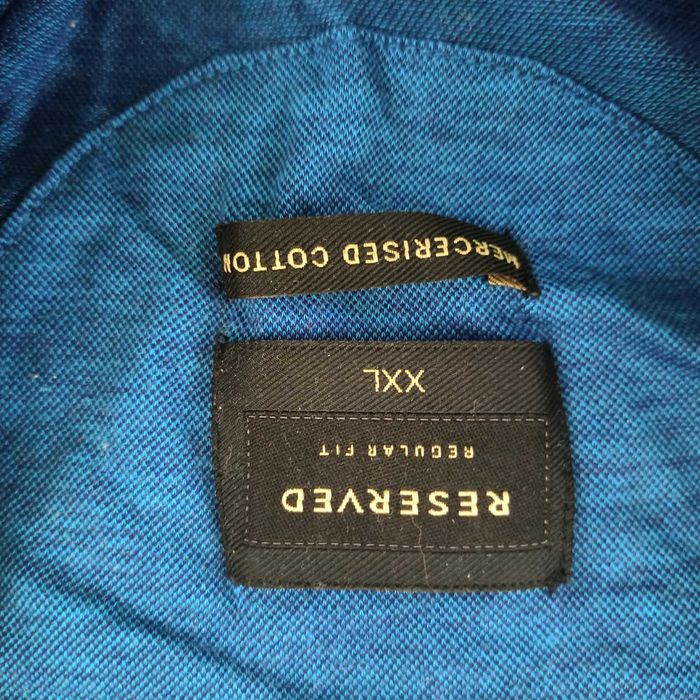 RESERVED
REGULAR FIT
XXL
MERCERISED COTTON